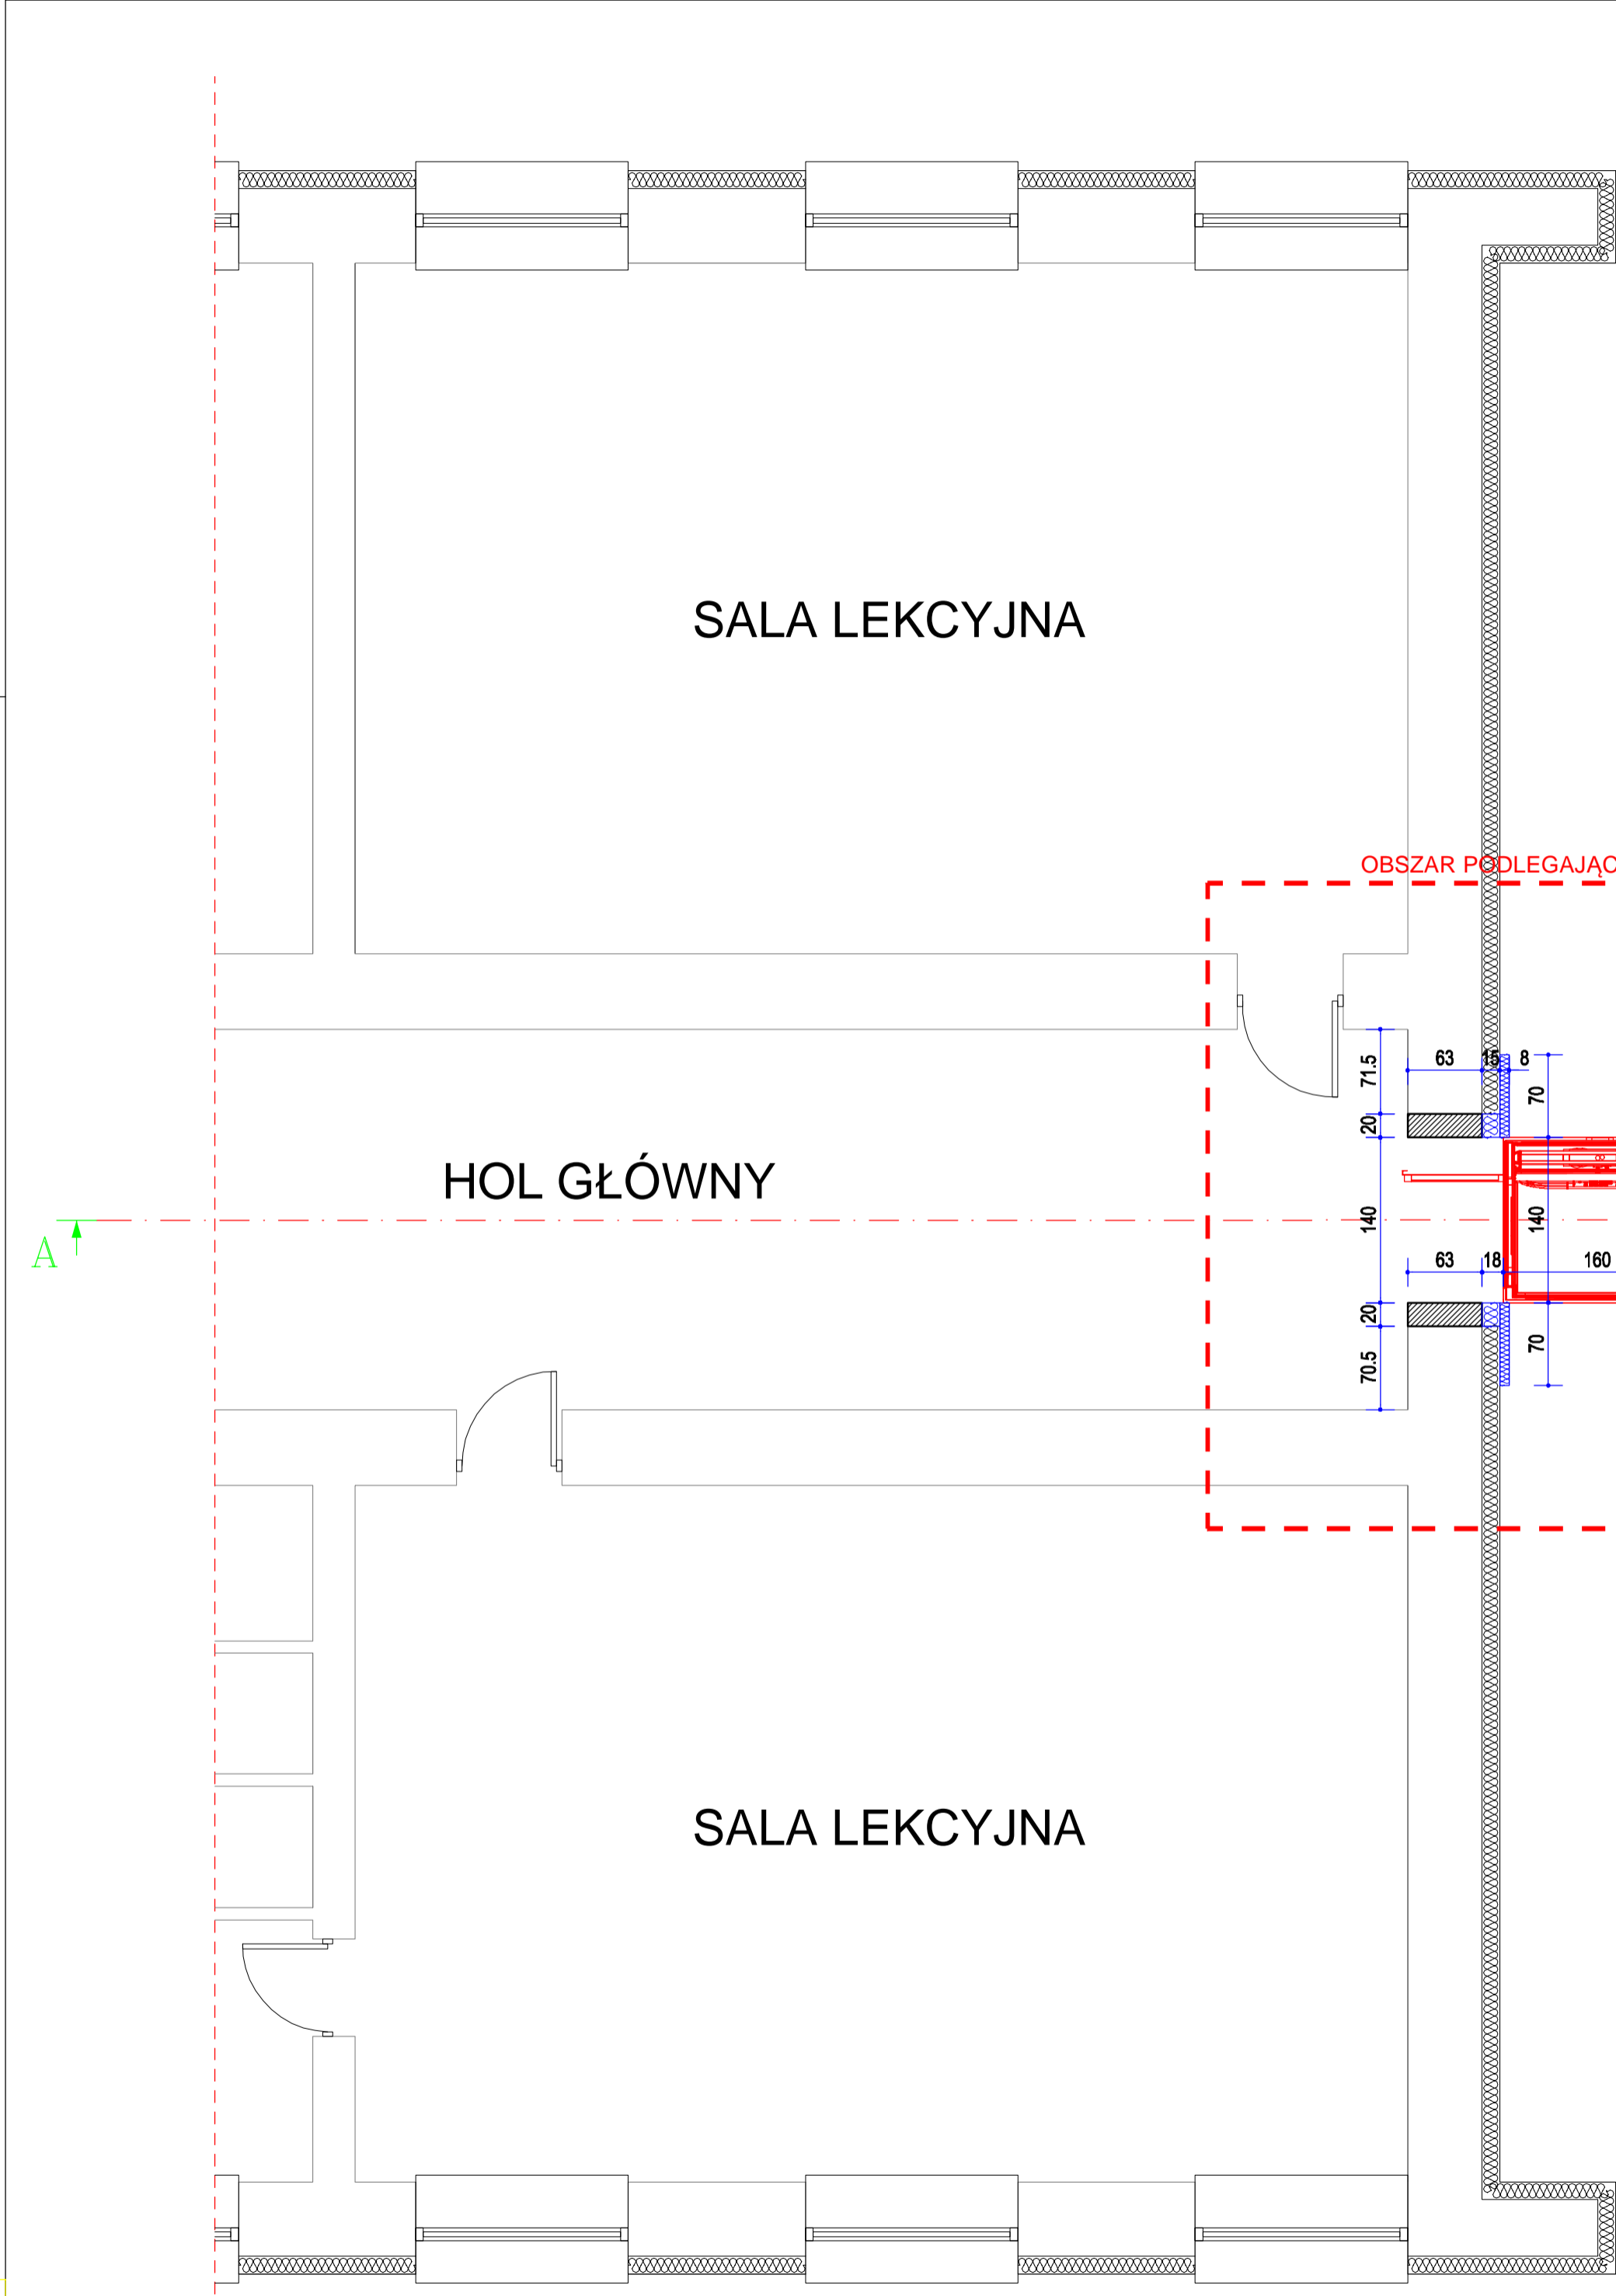 SALA LEKCYJNA
OBSZAR PODLEGAJĄC
63 15 8
71.5
70
20
HOL GŁÓWNY
140
140
A
63 18 160
20
70
70.5
SALA LEKCYJNA